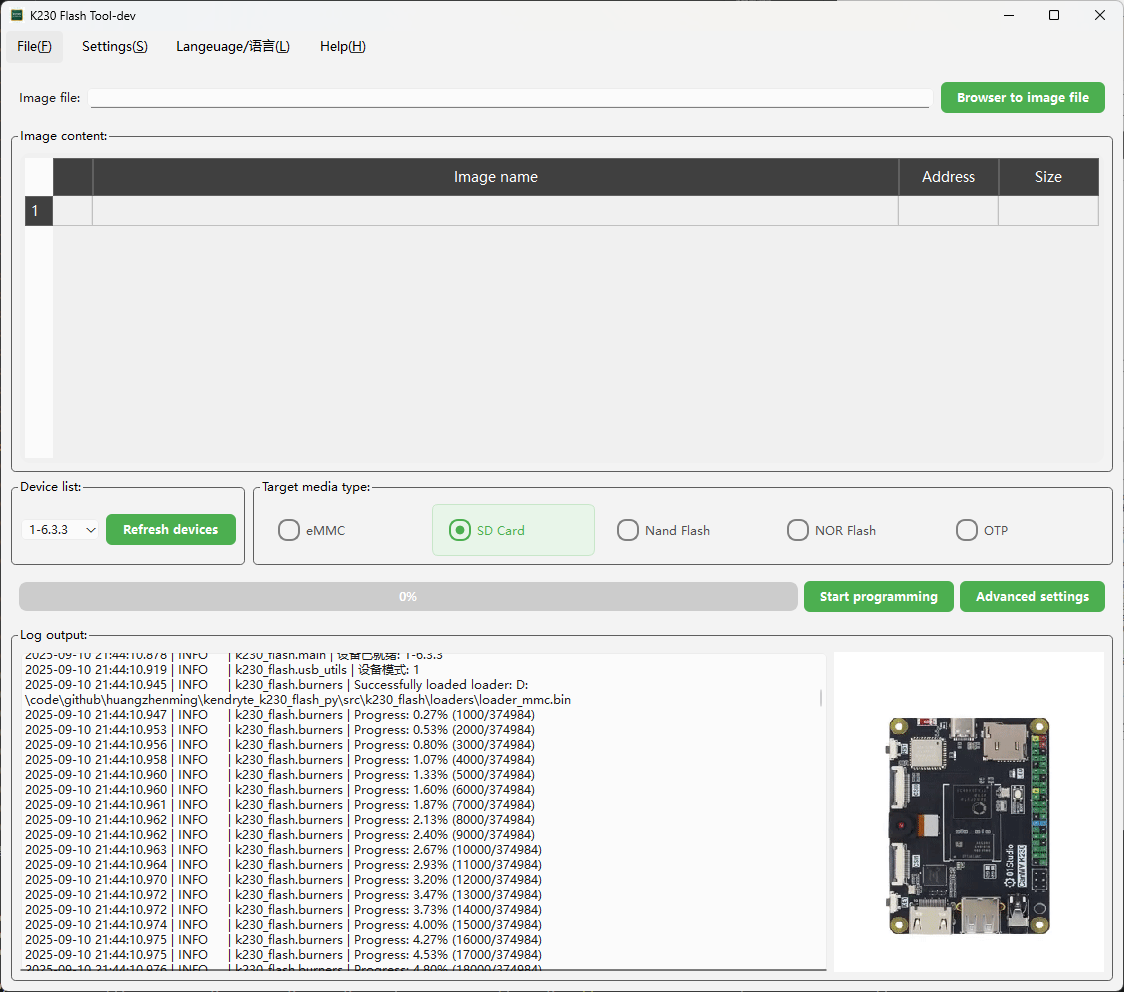 K230 Flash Tool-dev
File(F) Settings(S) Langeuage/语言(L) Help(H)
Image file: Browser to image file
Image content:
Image name Address Size
1
Device list:
1-6.3.3 Refresh devices
Target media type:
eMMC SD Card Nand Flash NOR Flash OTP
0% Start programming Advanced settings
Log output:
2025-09-10 21:44:10.878 | INFO | k230_flash.main | 设备已就绪: 1-6.3.3
2025-09-10 21:44:10.919 | INFO | k230_flash.usb_utils | 设备模式: 1
2025-09-10 21:44:10.945 | INFO | k230_flash.burners | Successfully loaded loader: D:
\code\github\huangzhenming\kendryte_k230_flash_py\src\k230_flash\loaders\loader_mmc.bin
2025-09-10 21:44:10.947 | INFO | k230_flash.burners | Progress: 0.27% (1000/374984)
2025-09-10 21:44:10.953 | INFO | k230_flash.burners | Progress: 0.53% (2000/374984)
2025-09-10 21:44:10.956 | INFO | k230_flash.burners | Progress: 0.80% (3000/374984)
2025-09-10 21:44:10.958 | INFO | k230_flash.burners | Progress: 1.07% (4000/374984)
2025-09-10 21:44:10.960 | INFO | k230_flash.burners | Progress: 1.33% (5000/374984)
2025-09-10 21:44:10.960 | INFO | k230_flash.burners | Progress: 1.60% (6000/374984)
2025-09-10 21:44:10.961 | INFO | k230_flash.burners | Progress: 1.87% (7000/374984)
2025-09-10 21:44:10.962 | INFO | k230_flash.burners | Progress: 2.13% (8000/374984)
2025-09-10 21:44:10.962 | INFO | k230_flash.burners | Progress: 2.40% (9000/374984)
2025-09-10 21:44:10.963 | INFO | k230_flash.burners | Progress: 2.67% (10000/374984)
2025-09-10 21:44:10.964 | INFO | k230_flash.burners | Progress: 2.93% (11000/374984)
2025-09-10 21:44:10.970 | INFO | k230_flash.burners | Progress: 3.20% (12000/374984)
2025-09-10 21:44:10.972 | INFO | k230_flash.burners | Progress: 3.47% (13000/374984)
2025-09-10 21:44:10.972 | INFO | k230_flash.burners | Progress: 3.73% (14000/374984)
2025-09-10 21:44:10.974 | INFO | k230_flash.burners | Progress: 4.00% (15000/374984)
2025-09-10 21:44:10.975 | INFO | k230_flash.burners | Progress: 4.27% (16000/374984)
2025-09-10 21:44:10.975 | INFO | k230_flash.burners | Progress: 4.53% (17000/374984)
2025-09-10 21:44:10.976 | INFO | k230_flash.burners | Progress: 4.80% (18000/374984)
01Studio